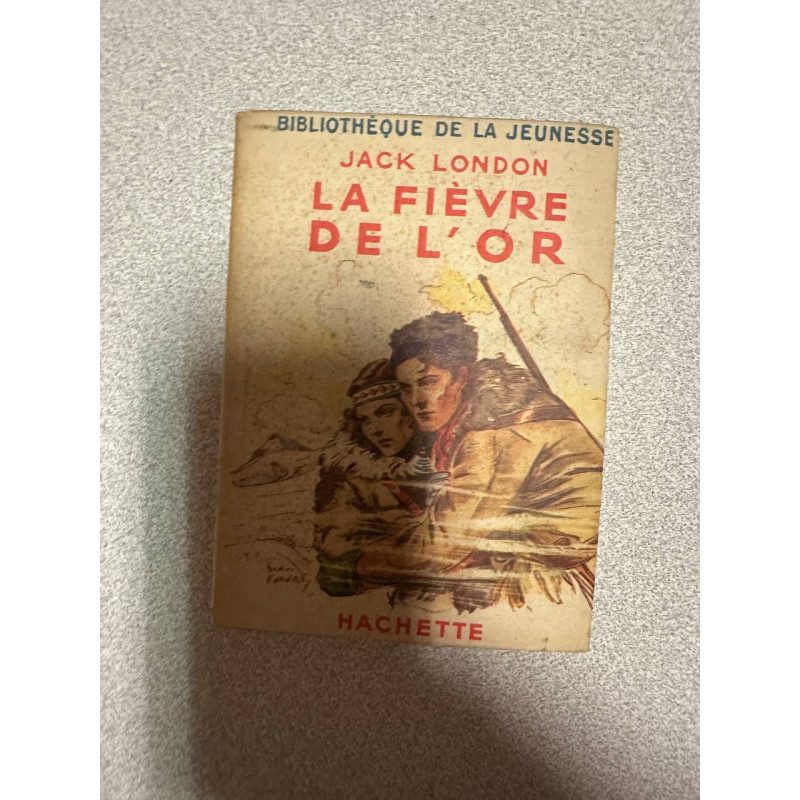 BIBLIOTHÈQUE DE LA JEUNESSE
JACK LONDON
LA FIÈVRE
DE L'OR
HACHETTE